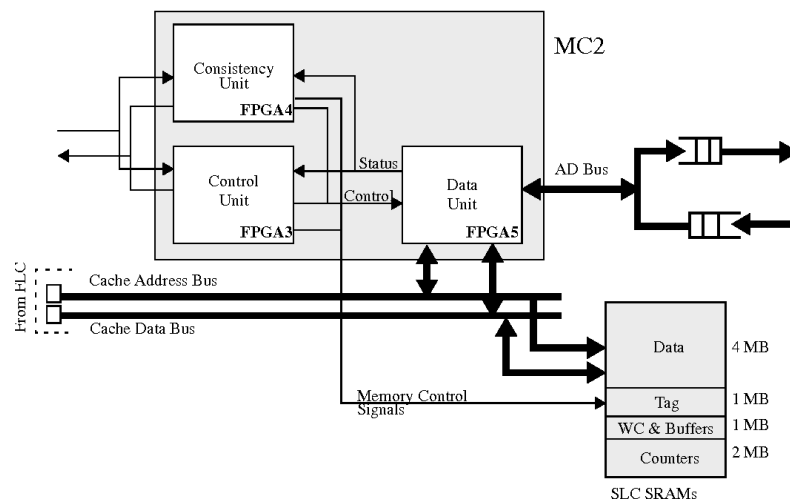 MC2
Consistency
Unit
FPGA4
Control
Unit
FPGA3
Status
Control
Data
Unit
FPGA5
AD Bus
From FLC
Cache Address Bus
Cache Data Bus
Memory Control
Signals
Data
4 MB
Tag
1 MB
WC & Buffers
1 MB
Counters
2 MB
SLC SRAMs